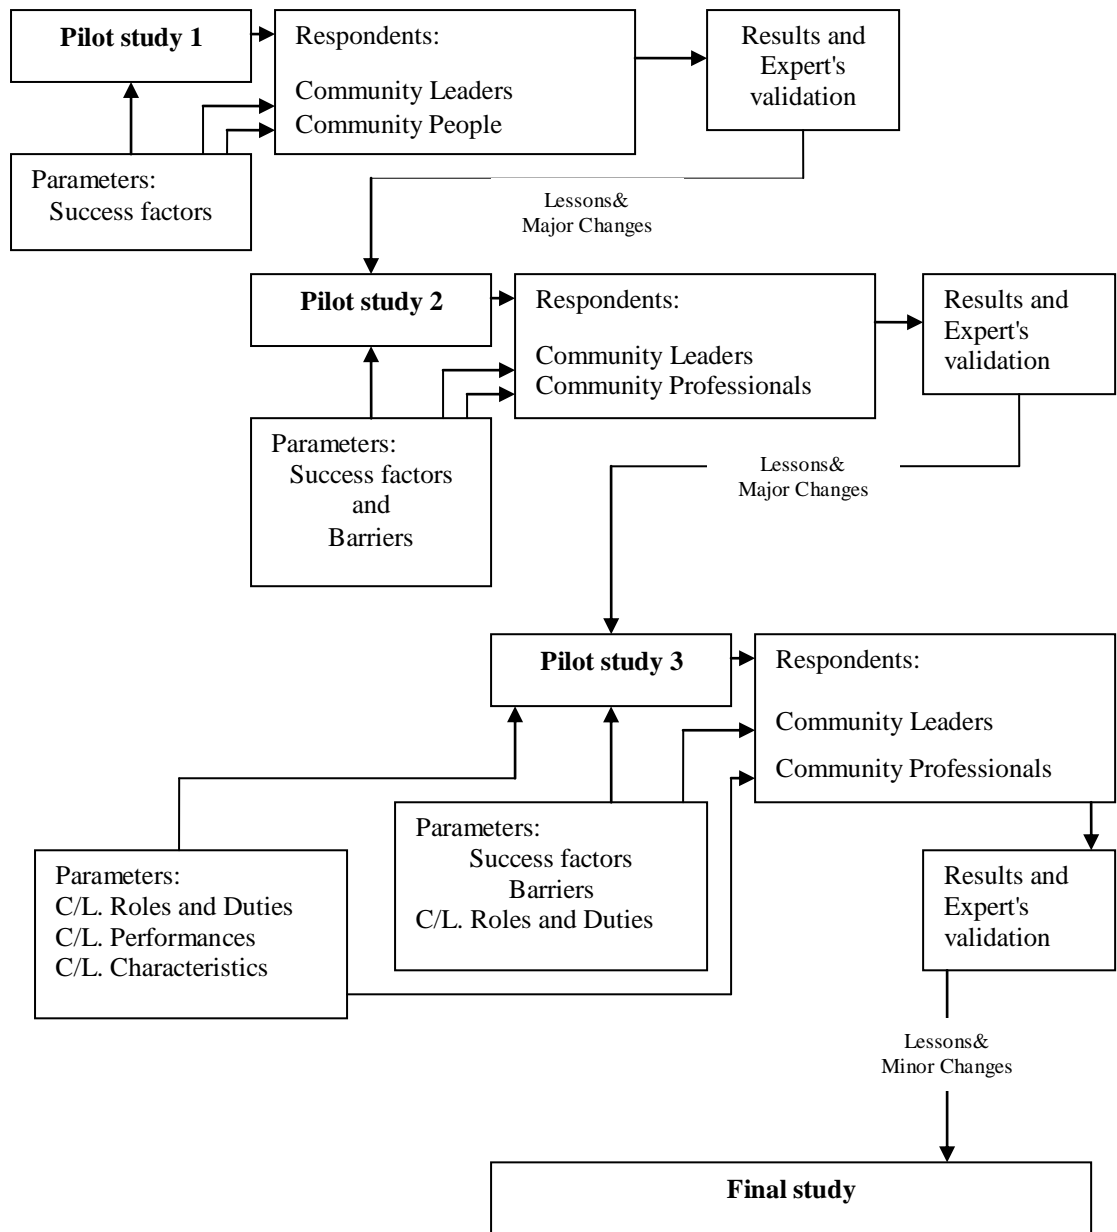 Pilot study 1
Respondents:
Community Leaders
Community People
Results and
Expert's
validation
Parameters:
Success factors
Lessons&
Major Changes
Pilot study 2
Respondents:
Community Leaders
Community Professionals
Results and
Expert's
validation
Parameters:
Success factors
and
Barriers
Lessons&
Major Changes
Pilot study 3
Respondents:
Community Leaders
Community Professionals
Parameters:
Success factors
Barriers
C/L. Roles and Duties
Parameters:
C/L. Roles and Duties
C/L. Performances
C/L. Characteristics
Results and
Expert's
validation
Lessons&
Minor Changes
Final study